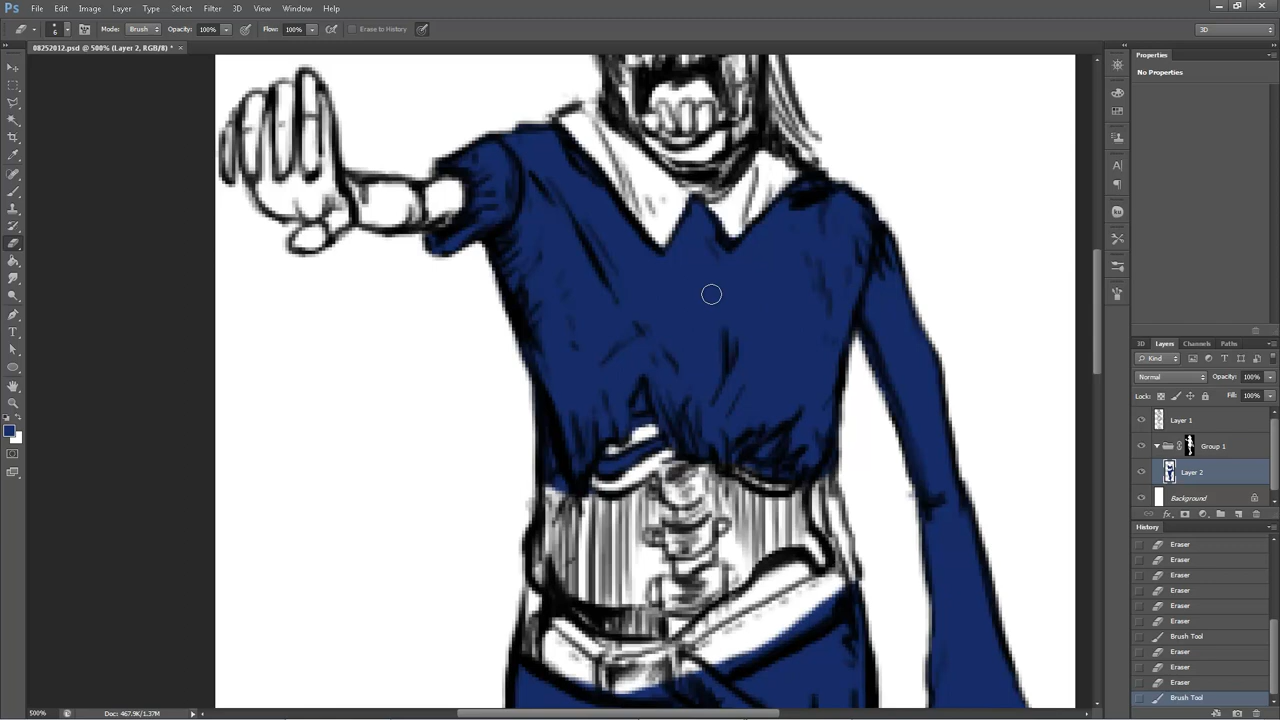 Ps File Edit Image Layer Type Select Filter 3D View Window Help
6 Mode: Brush Opacity: 100% Flow: 100% Erase to History 3D
08252012.psd @ 500% (Layer 2, RGB/8) * ×
Properties
No Properties
3D Layers Channels Paths
Kind
Normal Opacity: 100%
Lock: Fill: 100%
Layer 1
Group 1
Layer 2
Background
fx
History
Eraser
Eraser
Eraser
Eraser
Eraser
Eraser
Brush Tool
Eraser
Eraser
Eraser
Brush Tool
500% Doc: 467.9K/1.37M